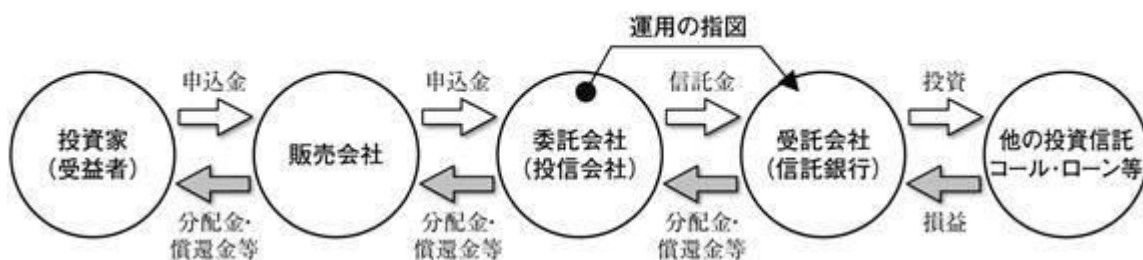 運用の指図
申込金
申込金
信託金
投資
投資家
(受益者)
販売会社
委託会社
(投信会社)
受託会社
(信託銀行)
他の投資信託
コール・ローン等
分配金・
償還金等
分配金・
償還金等
分配金・
償還金等
損益